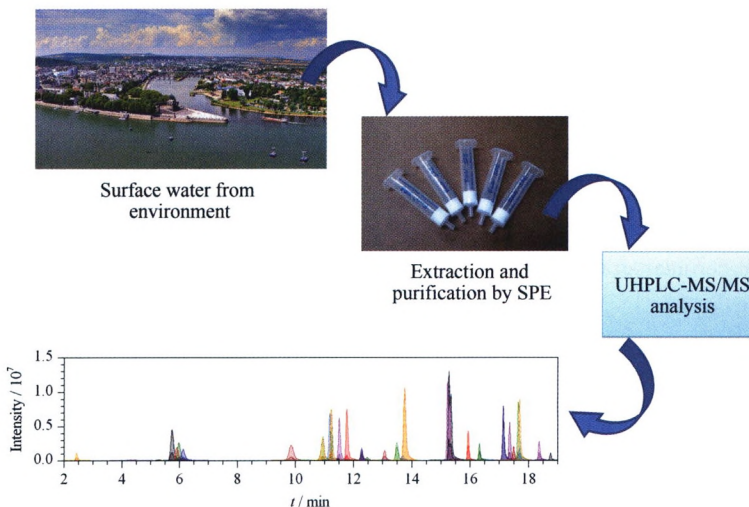 Surface water from
environment
Extraction and
purification by SPE
UHPLC-MS/MS
analysis
Intensity / 10⁷
1.5
1.0
0.5
0.0
2 4 6 8 10 12 14 16 18
t / min